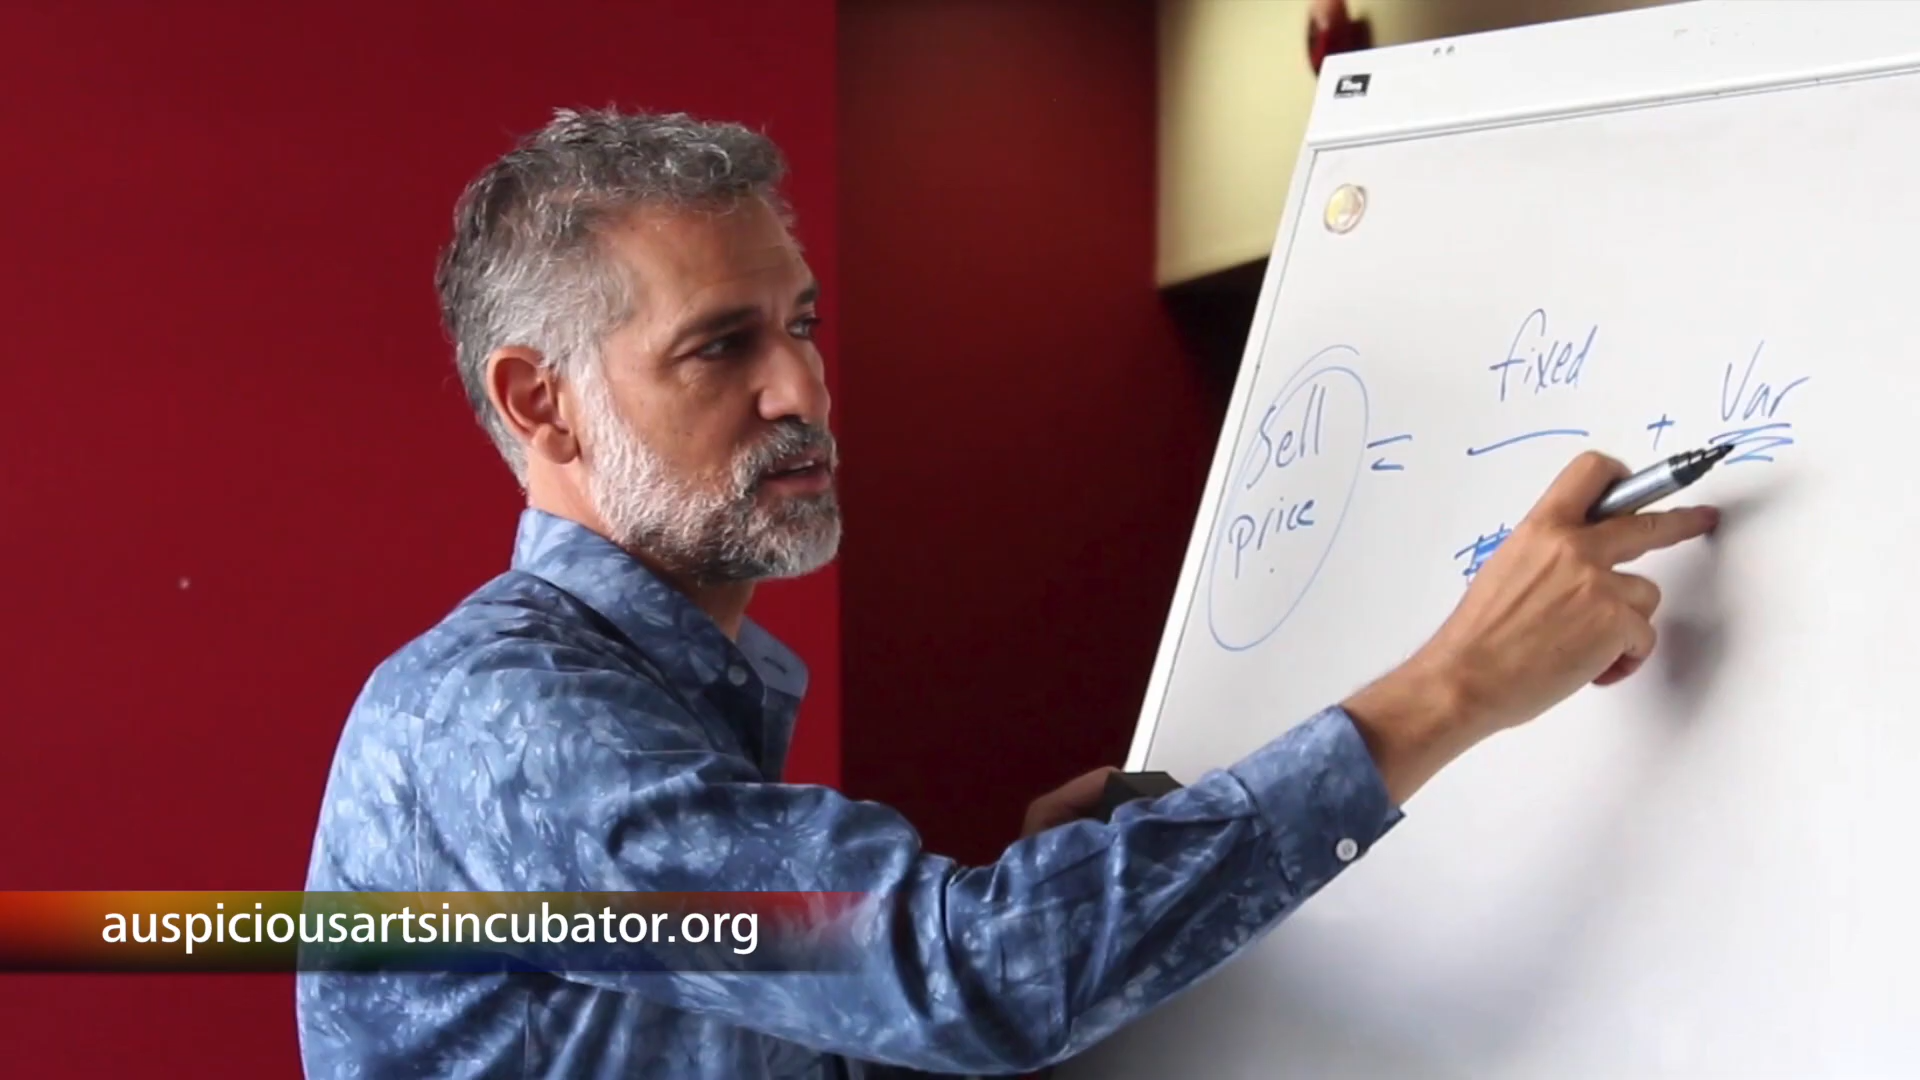 fixed
Sell = + Var
price #
auspiciousartsincubator.org